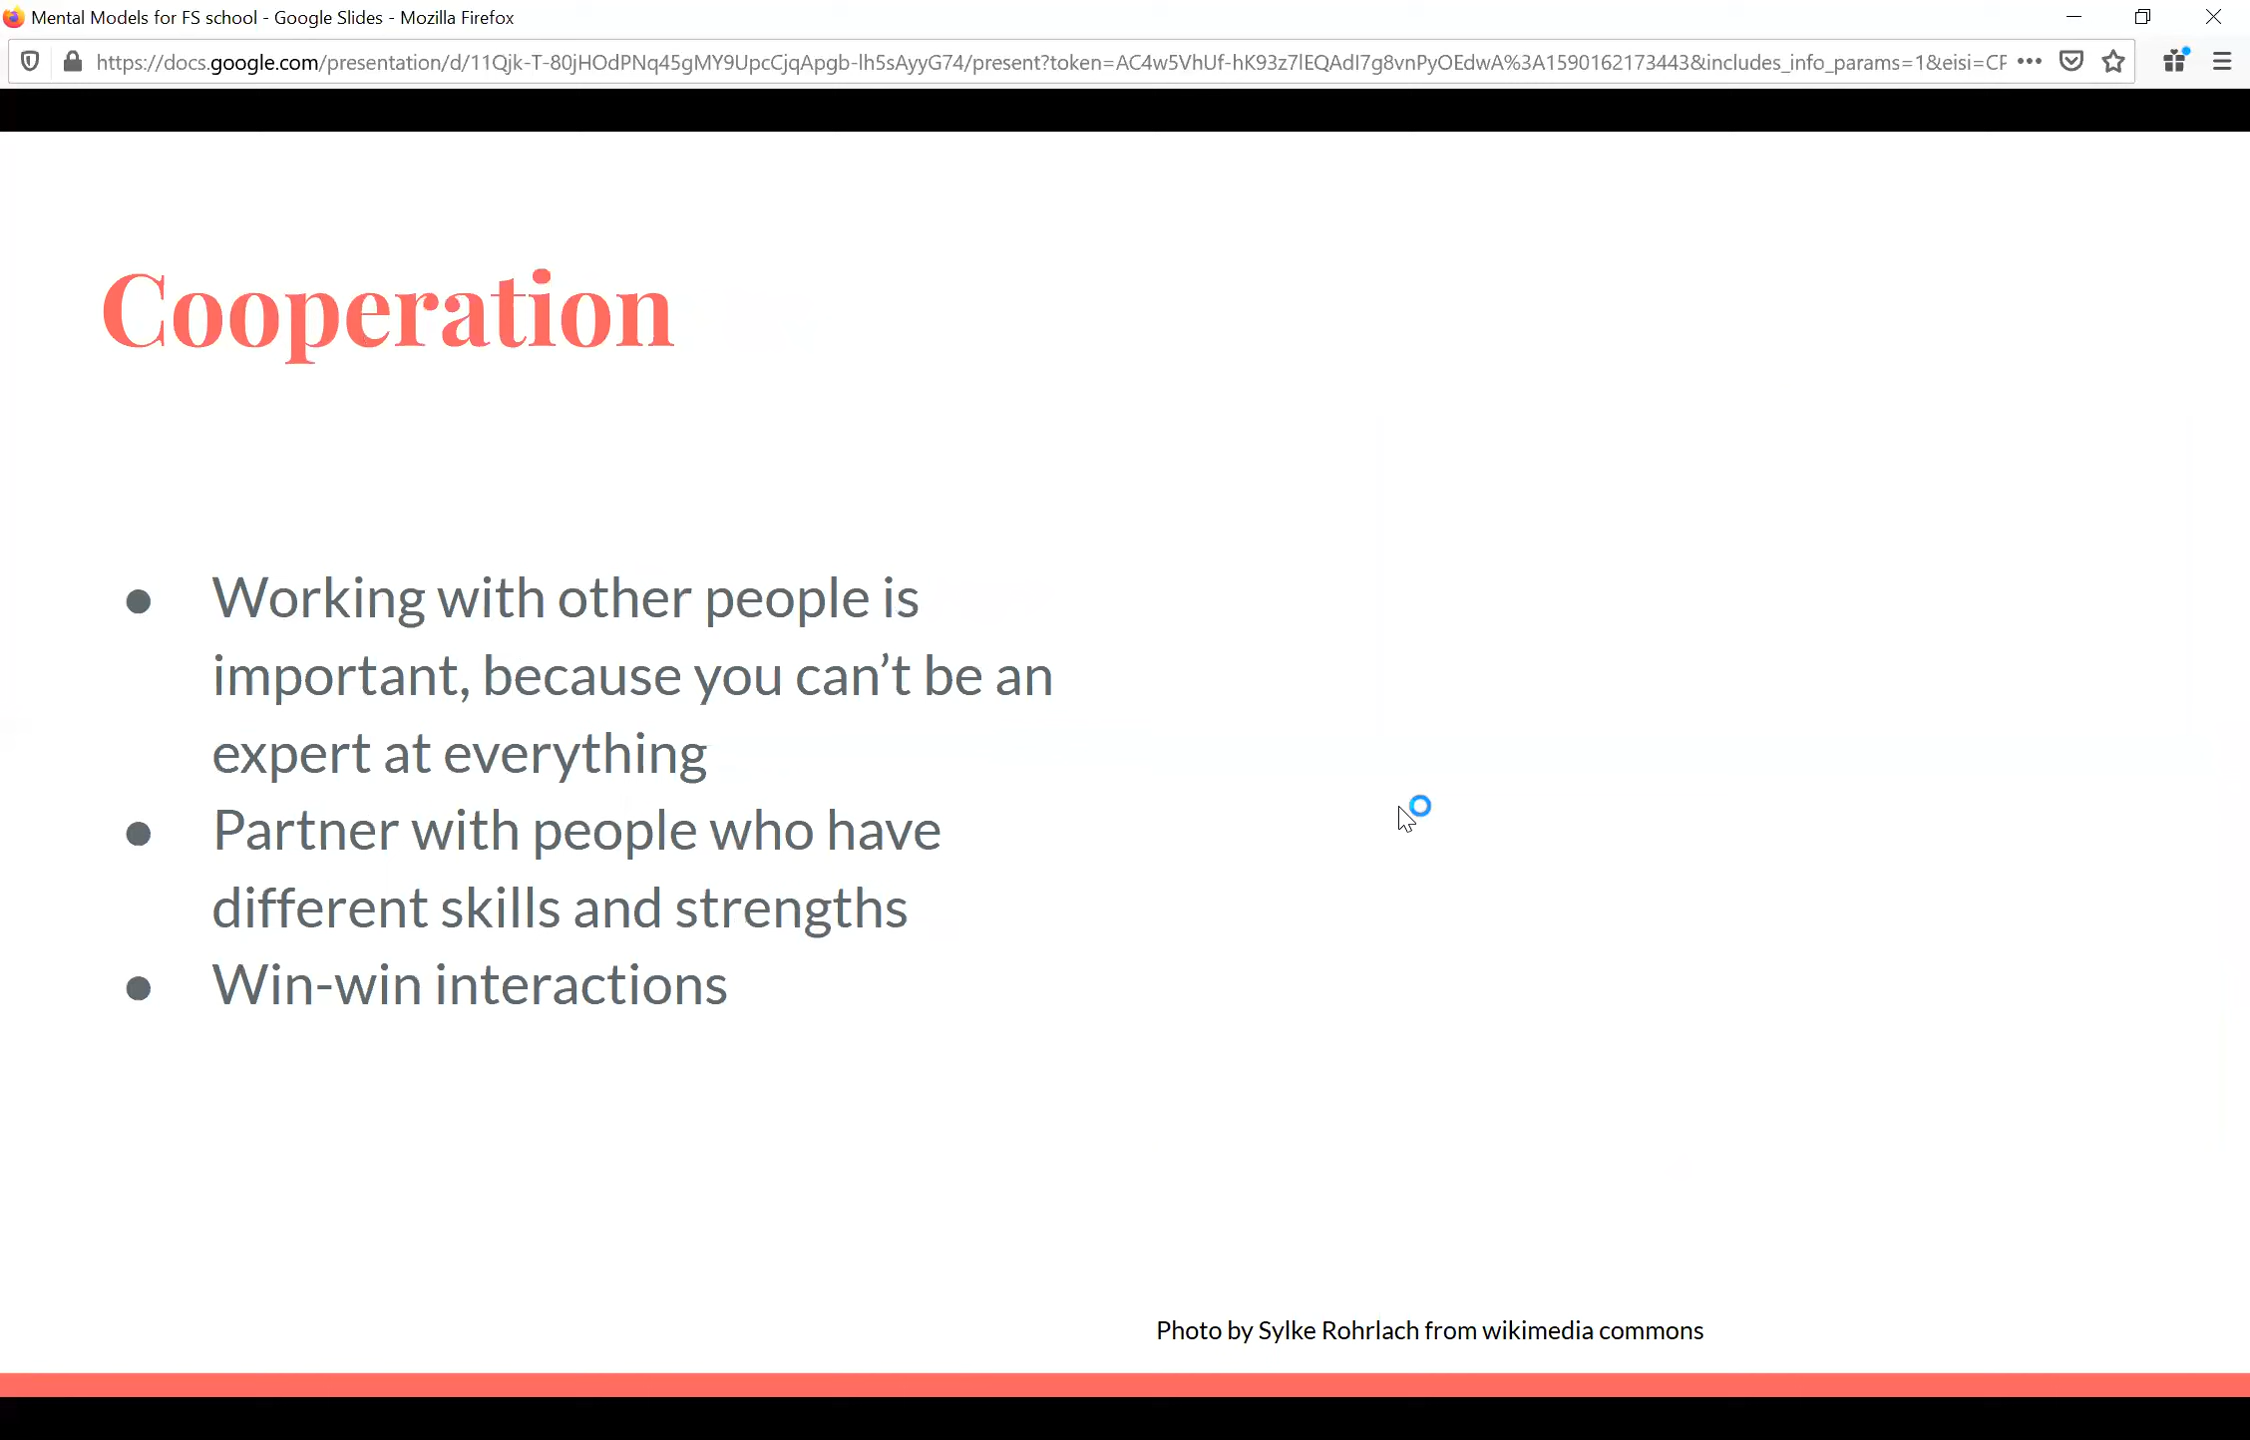 Mental Models for FS school - Google Slides - Mozilla Firefox
https://docs.google.com/presentation/d/11Qjk-T-80jHOdPNq45gMY9UpcCjqApgb-lh5sAyyG74/present?token=AC4w5VhUf-hK93z7lEQAdI7g8vnPyOEdwA%3A1590162173443&includes_info_params=1&eisi=CF
Cooperation
● Working with other people is
important, because you can’t be an
expert at everything
● Partner with people who have
different skills and strengths
● Win-win interactions
Photo by Sylke Rohrlach from wikimedia commons